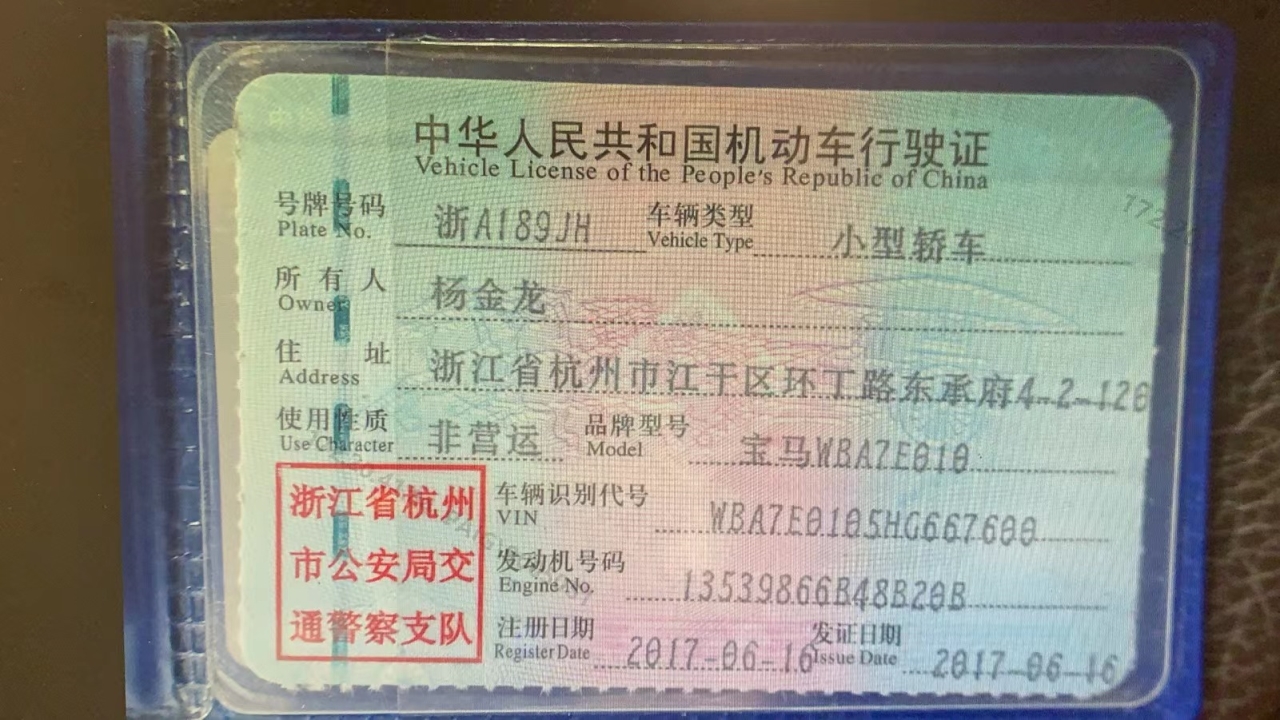 中华人民共和国机动车行驶证
Vehicle License of the People's Republic of China
号牌号码 浙A189JH 车辆类型 小型轿车
Plate No. Vehicle Type
所有人 杨金龙
Owner
住址 浙江省杭州市江干区环丁路东承府4-2-126
Address
使用性质 非营运 品牌型号 宝马WBA7E010
Use Character Model
浙江省杭州
市公安局交
通警察支队
车辆识别代号 WBA7E0105HG667600
VIN
发动机号码 13539866B48B20B
Engine No.
注册日期 2017-06-16 发证日期 2017-06-16
Register Date Issue Date